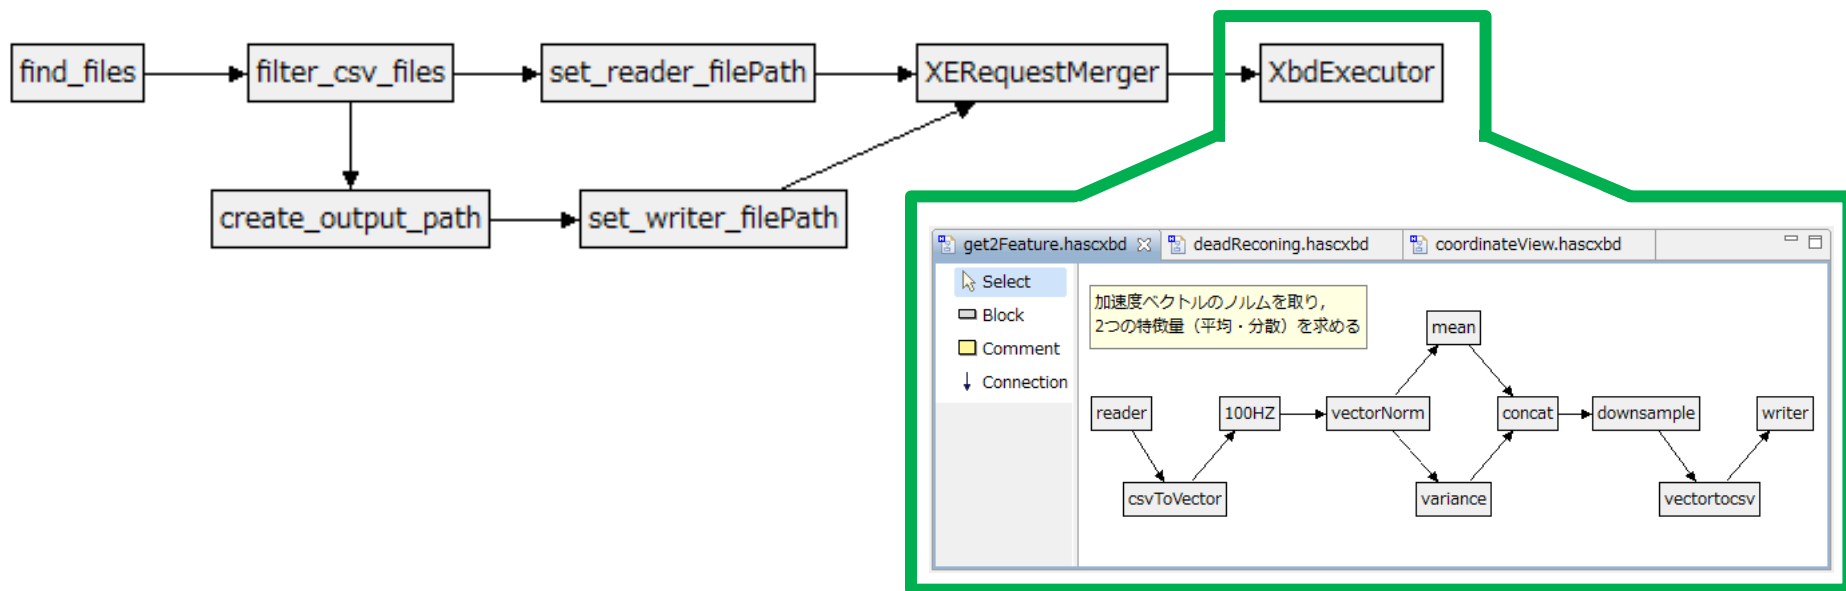 find_files
filter_csv_files
set_reader_filePath
XERequestMerger
XbdExecutor
create_output_path
set_writer_filePath
get2Feature.hascxbd
deadReconing.hascxbd
coordinateView.hascxbd
Select
Block
Comment
Connection
加速度ベクトルのノルムを取り,
2つの特徴量（平均・分散）を求める
mean
reader
100HZ
vectorNorm
concat
downsample
writer
csvToVector
variance
vectortocsv